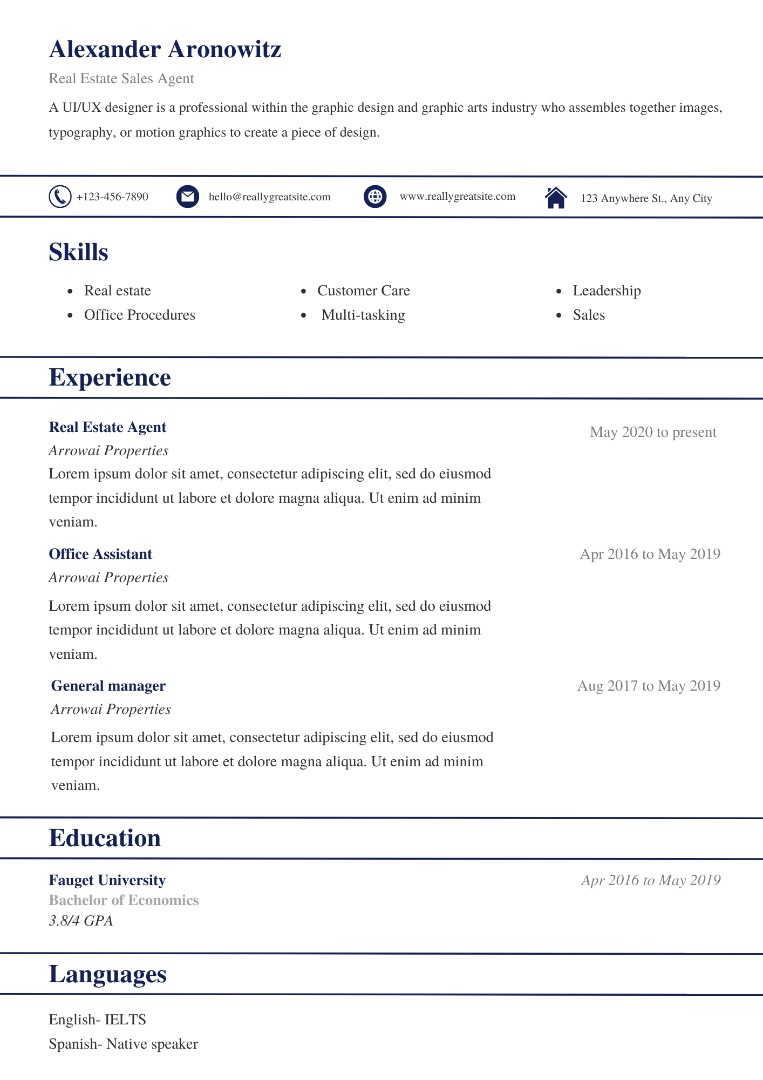 Alexander Aronowitz
Real Estate Sales Agent
A UI/UX designer is a professional within the graphic design and graphic arts industry who assembles together images,
typography, or motion graphics to create a piece of design.
+123-456-7890 hello@reallygreatsite.com www.reallygreatsite.com 123 Anywhere St., Any City
Skills
• Real estate • Customer Care • Leadership
• Office Procedures • Multi-tasking • Sales
Experience
Real Estate Agent May 2020 to present
Arrowai Properties
Lorem ipsum dolor sit amet, consectetur adipiscing elit, sed do eiusmod
tempor incididunt ut labore et dolore magna aliqua. Ut enim ad minim
veniam.
Office Assistant Apr 2016 to May 2019
Arrowai Properties
Lorem ipsum dolor sit amet, consectetur adipiscing elit, sed do eiusmod
tempor incididunt ut labore et dolore magna aliqua. Ut enim ad minim
veniam.
General manager Aug 2017 to May 2019
Arrowai Properties
Lorem ipsum dolor sit amet, consectetur adipiscing elit, sed do eiusmod
tempor incididunt ut labore et dolore magna aliqua. Ut enim ad minim
veniam.
Education
Fauget University Apr 2016 to May 2019
Bachelor of Economics
3.8/4 GPA
Languages
English- IELTS
Spanish- Native speaker